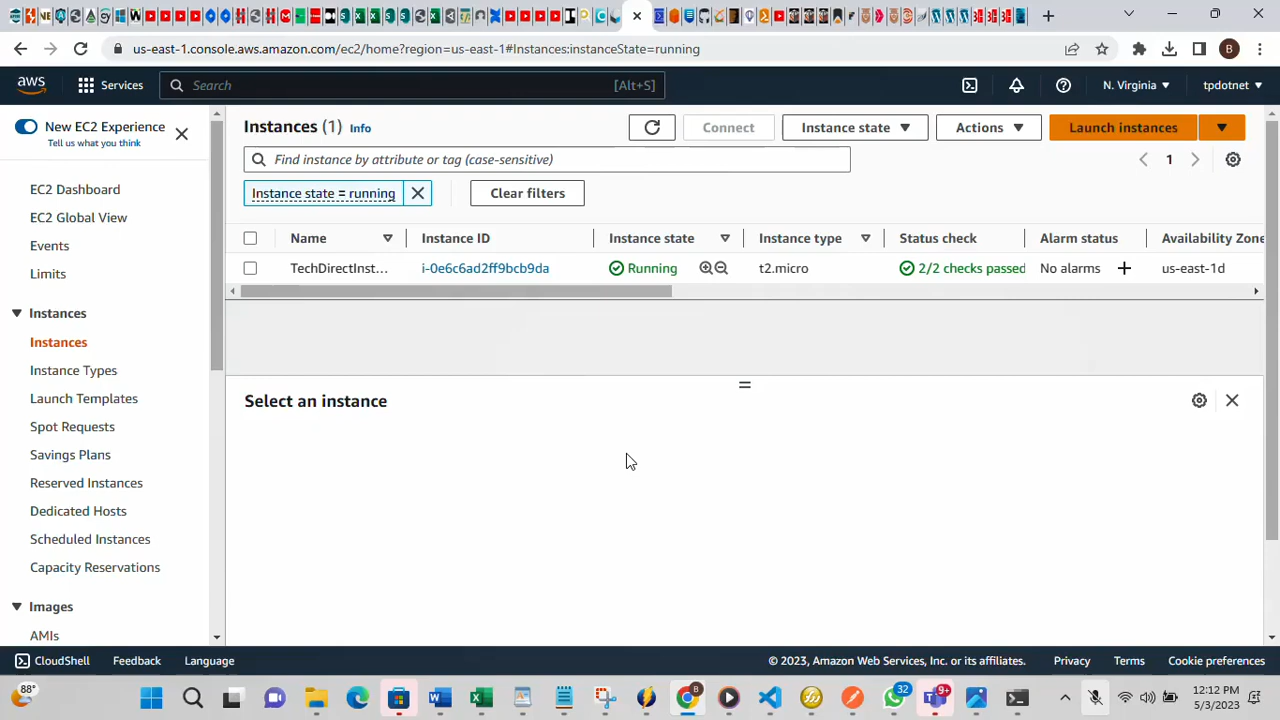 us-east-1.console.aws.amazon.com/ec2/home?region=us-east-1#Instances:instanceState=running
B
aws
Services
Search
[Alt+S]
N. Virginia
tpdotnet
New EC2 Experience
Tell us what you think
EC2 Dashboard
EC2 Global View
Events
Limits
Instances
Instances
Instance Types
Launch Templates
Spot Requests
Savings Plans
Reserved Instances
Dedicated Hosts
Scheduled Instances
Capacity Reservations
Images
AMIs
Instances (1) Info
Connect
Instance state
Actions
Launch instances
Find instance by attribute or tag (case-sensitive)
1
Instance state = running
Clear filters
Name Instance ID Instance state Instance type Status check Alarm status Availability Zone
TechDirectInst... i-0e6c6ad2ff9bcb9da Running t2.micro 2/2 checks passed No alarms us-east-1d
Select an instance
CloudShell Feedback Language
© 2023, Amazon Web Services, Inc. or its affiliates. Privacy Terms Cookie preferences
88°
32
9+
12:12 PM
5/3/2023